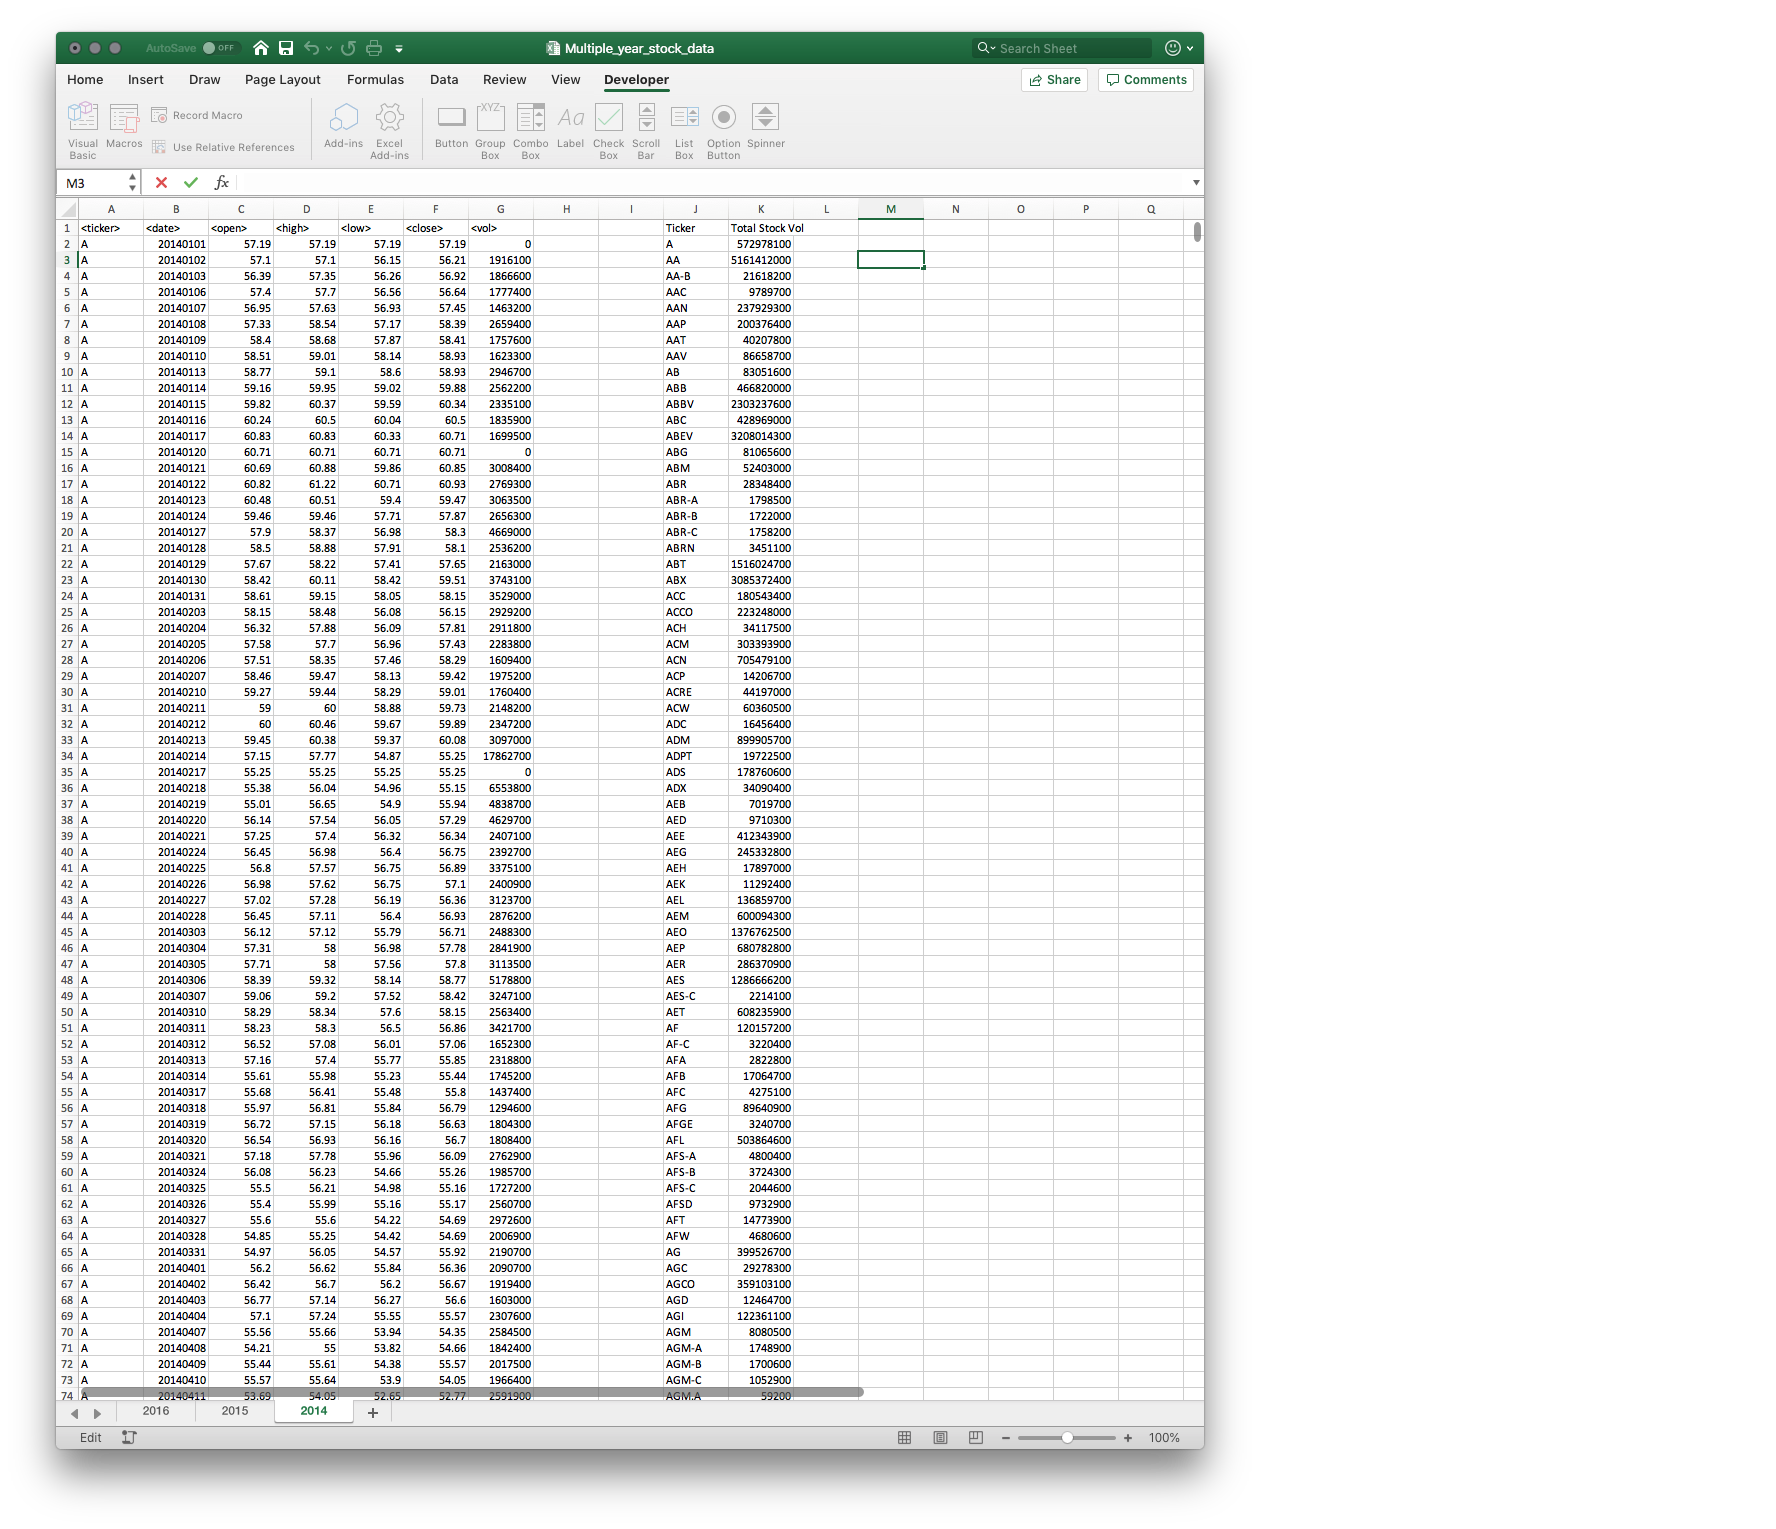 AutoSave OFF Multiple_year_stock_data Search Sheet
Home Insert Draw Page Layout Formulas Data Review View Developer Share Comments
Visual Basic Macros Record Macro Use Relative References Add-ins Excel Add-ins Button Group Box Combo Box Label Check Box Scroll Bar List Box Option Button Spinner
M3 fx
A B C D E F G H I J K L M N O P Q
1 <ticker> <date> <open> <high> <low> <close> <vol> Ticker Total Stock Vol
2 A 20140101 57.19 57.19 57.19 57.19 0 A 572978100
3 A 20140102 57.1 57.1 56.15 56.21 1916100 AA 5161412000
4 A 20140103 56.39 57.35 56.26 56.92 1866600 AA-B 21618200
5 A 20140106 57.4 57.7 56.56 56.64 1777400 AAC 9789700
6 A 20140107 56.95 57.63 56.93 57.45 1463200 AAN 237929300
7 A 20140108 57.33 58.54 57.17 58.39 2659400 AAP 200376400
8 A 20140109 58.4 58.68 57.87 58.41 1757600 AAT 40207800
9 A 20140110 58.51 59.01 58.14 58.93 1623300 AAV 86658700
10 A 20140113 58.77 59.1 58.6 58.93 2946700 AB 83051600
11 A 20140114 59.16 59.95 59.02 59.88 2562200 ABB 466820000
12 A 20140115 59.82 60.37 59.59 60.34 2335100 ABBV 2303237600
13 A 20140116 60.24 60.5 60.04 60.5 1835900 ABC 428969000
14 A 20140117 60.83 60.83 60.33 60.71 1699500 ABEV 3208014300
15 A 20140120 60.71 60.71 60.71 60.71 0 ABG 81065600
16 A 20140121 60.69 60.88 59.86 60.85 3008400 ABM 52403000
17 A 20140122 60.82 61.22 60.71 60.93 2769300 ABR 28348400
18 A 20140123 60.48 60.51 59.4 59.47 3063500 ABR-A 1798500
19 A 20140124 59.46 59.46 57.71 57.87 2656300 ABR-B 1722000
20 A 20140127 57.9 58.37 56.98 58.3 4669000 ABR-C 1758200
21 A 20140128 58.5 58.88 57.91 58.1 2536200 ABRN 3451100
22 A 20140129 57.67 58.22 57.41 57.65 2163000 ABT 1516024700
23 A 20140130 58.42 60.11 58.42 59.51 3743100 ABX 3085372400
24 A 20140131 58.61 59.15 58.05 58.15 3529000 ACC 180543400
25 A 20140203 58.15 58.48 56.08 56.15 2929200 ACCO 223248000
26 A 20140204 56.32 57.88 56.09 57.81 2911800 ACH 34117500
27 A 20140205 57.58 57.7 56.96 57.43 2283800 ACM 303393900
28 A 20140206 57.51 58.35 57.46 58.29 1609400 ACN 705479100
29 A 20140207 58.46 59.47 58.13 59.42 1975200 ACP 14206700
30 A 20140210 59.27 59.44 58.29 59.01 1760400 ACRE 44197000
31 A 20140211 59 60 58.88 59.73 2148200 ACW 60360500
32 A 20140212 60 60.46 59.67 59.89 2347200 ADC 16456400
33 A 20140213 59.45 60.38 59.37 60.08 3097000 ADM 899905700
34 A 20140214 57.15 57.77 54.87 55.25 17862700 ADPT 19722500
35 A 20140217 55.25 55.25 55.25 55.25 0 ADS 178760600
36 A 20140218 55.38 56.04 54.96 55.15 6553800 ADX 34090400
37 A 20140219 55.01 56.65 54.9 55.94 4838700 AEB 7019700
38 A 20140220 56.14 57.54 56.05 57.29 4629700 AED 9710300
39 A 20140221 57.25 57.4 56.32 56.34 2407100 AEE 412343900
40 A 20140224 56.45 56.98 56.4 56.75 2392700 AEG 245332800
41 A 20140225 56.8 57.57 56.75 56.89 3375100 AEH 17897000
42 A 20140226 56.98 57.62 56.75 57.1 2400900 AEK 11292400
43 A 20140227 57.02 57.28 56.19 56.36 3123700 AEL 136859700
44 A 20140228 56.45 57.11 56.4 56.93 2876200 AEM 600094300
45 A 20140303 56.12 57.12 55.79 56.71 2488300 AEO 1376762500
46 A 20140304 57.31 58 56.98 57.78 2841900 AEP 680782800
47 A 20140305 57.71 58 57.56 57.8 3113500 AER 286370900
48 A 20140306 58.39 59.32 58.14 58.77 5178800 AES 1286666200
49 A 20140307 59.06 59.2 57.52 58.42 3247100 AES-C 2214100
50 A 20140310 58.29 58.34 57.6 58.15 2563400 AET 608235900
51 A 20140311 58.23 58.3 56.5 56.86 3421700 AF 120157200
52 A 20140312 56.52 57.08 56.01 57.06 1652300 AF-C 3220400
53 A 20140313 57.16 57.4 55.77 55.85 2318800 AFA 2822800
54 A 20140314 55.61 55.98 55.23 55.44 1745200 AFB 17064700
55 A 20140317 55.68 56.41 55.48 55.8 1437400 AFC 4275100
56 A 20140318 55.97 56.81 55.84 56.79 1294600 AFG 89640900
57 A 20140319 56.72 57.15 56.18 56.63 1804300 AFGE 3240700
58 A 20140320 56.54 56.93 56.16 56.7 1808400 AFL 503864600
59 A 20140321 57.18 57.78 55.96 56.09 2762900 AFS-A 4800400
60 A 20140324 56.08 56.23 54.66 55.26 1985700 AFS-B 3724300
61 A 20140325 55.5 56.21 54.98 55.16 1727200 AFS-C 2044600
62 A 20140326 55.4 55.99 55.16 55.17 2560700 AFSD 9732900
63 A 20140327 55.6 55.6 54.22 54.69 2972600 AFT 14773900
64 A 20140328 54.85 55.25 54.42 54.69 2006900 AFW 4680600
65 A 20140331 54.97 56.05 54.57 55.92 2190700 AG 399526700
66 A 20140401 56.2 56.62 55.84 56.36 2090700 AGC 29278300
67 A 20140402 56.42 56.7 56.2 56.67 1919400 AGCO 359103100
68 A 20140403 56.77 57.14 56.27 56.6 1603000 AGD 12464700
69 A 20140404 57.1 57.24 55.55 55.57 2307600 AGI 122361100
70 A 20140407 55.56 55.66 53.94 54.35 2584500 AGM 8080500
71 A 20140408 54.21 55 53.82 54.66 1842400 AGM-A 1748900
72 A 20140409 55.44 55.61 54.38 55.57 2017500 AGM-B 1700600
73 A 20140410 55.57 55.64 53.9 54.05 1966400 AGM-C 1052900
74 A 20140411 53.69 54.05 52.65 52.77 2591900 AGM.A 59200
2016 2015 2014
Edit 100%